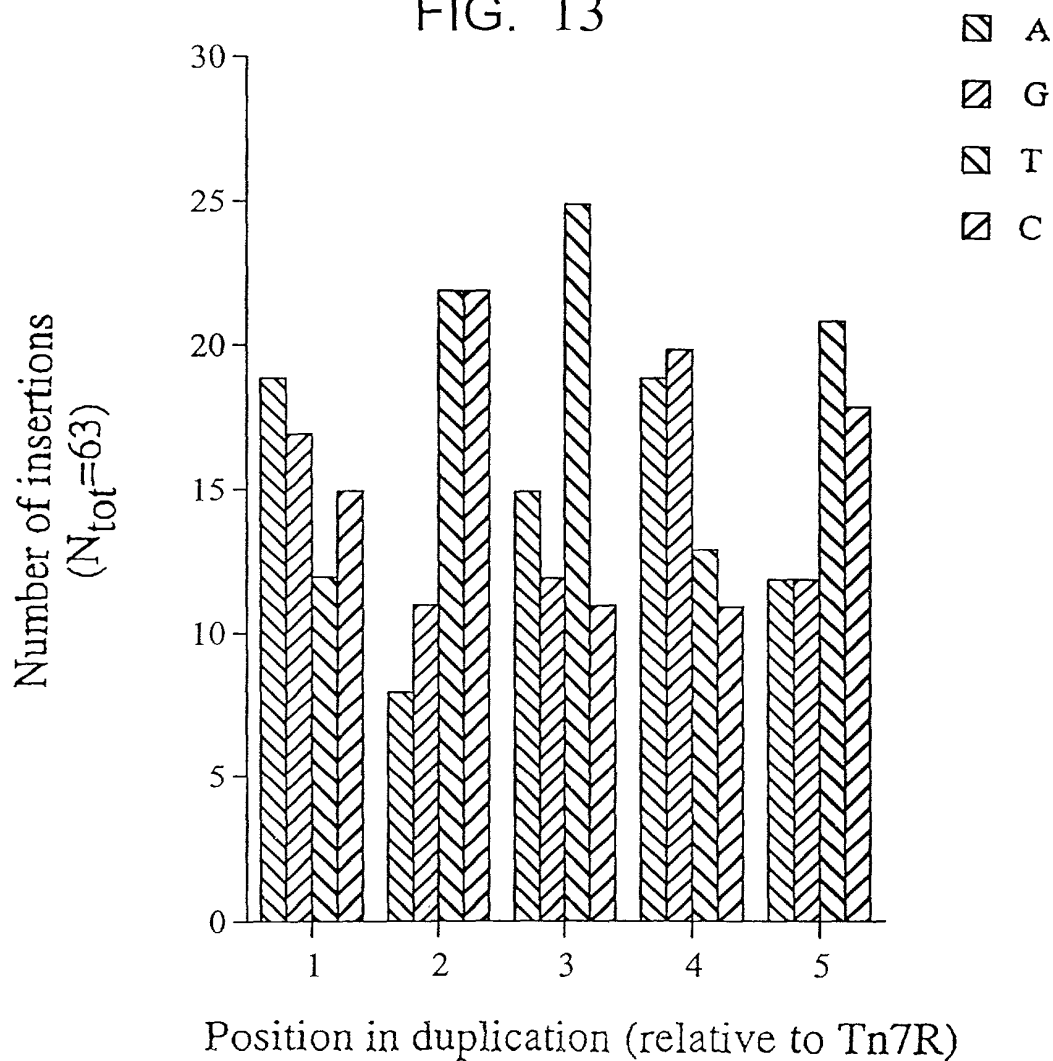 FIG. 13
A
G
T
C
30
25
20
15
10
5
0
Number of insertions
(Ntot=63)
1 2 3 4 5
Position in duplication (relative to Tn7R)